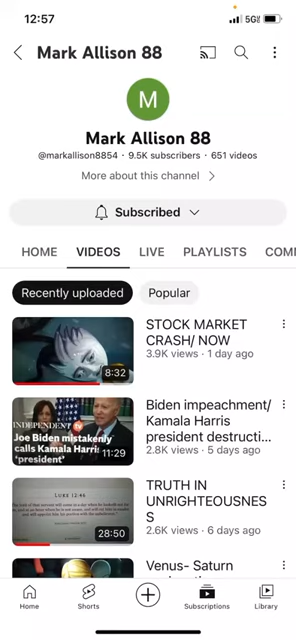 12:57
5G
Mark Allison 88
M
Mark Allison 88
@markallison8854 · 9.5K subscribers · 651 videos
More about this channel
Subscribed
HOME VIDEOS LIVE PLAYLISTS COM
Recently uploaded Popular
STOCK MARKET
CRASH/ NOW
3.9K views · 1 day ago
8:32
Biden impeachment/
Kamala Harris
president destructi...
2.8K views · 5 days ago
INDEPENDENT
Joe Biden mistakenly
calls Kamala Harris
'president'
11:29
TRUTH IN
UNRIGHTEOUSNES
S
2.6K views · 6 days ago
LUKE 12:46
28:50
Venus- Saturn
Home Shorts Subscriptions Library